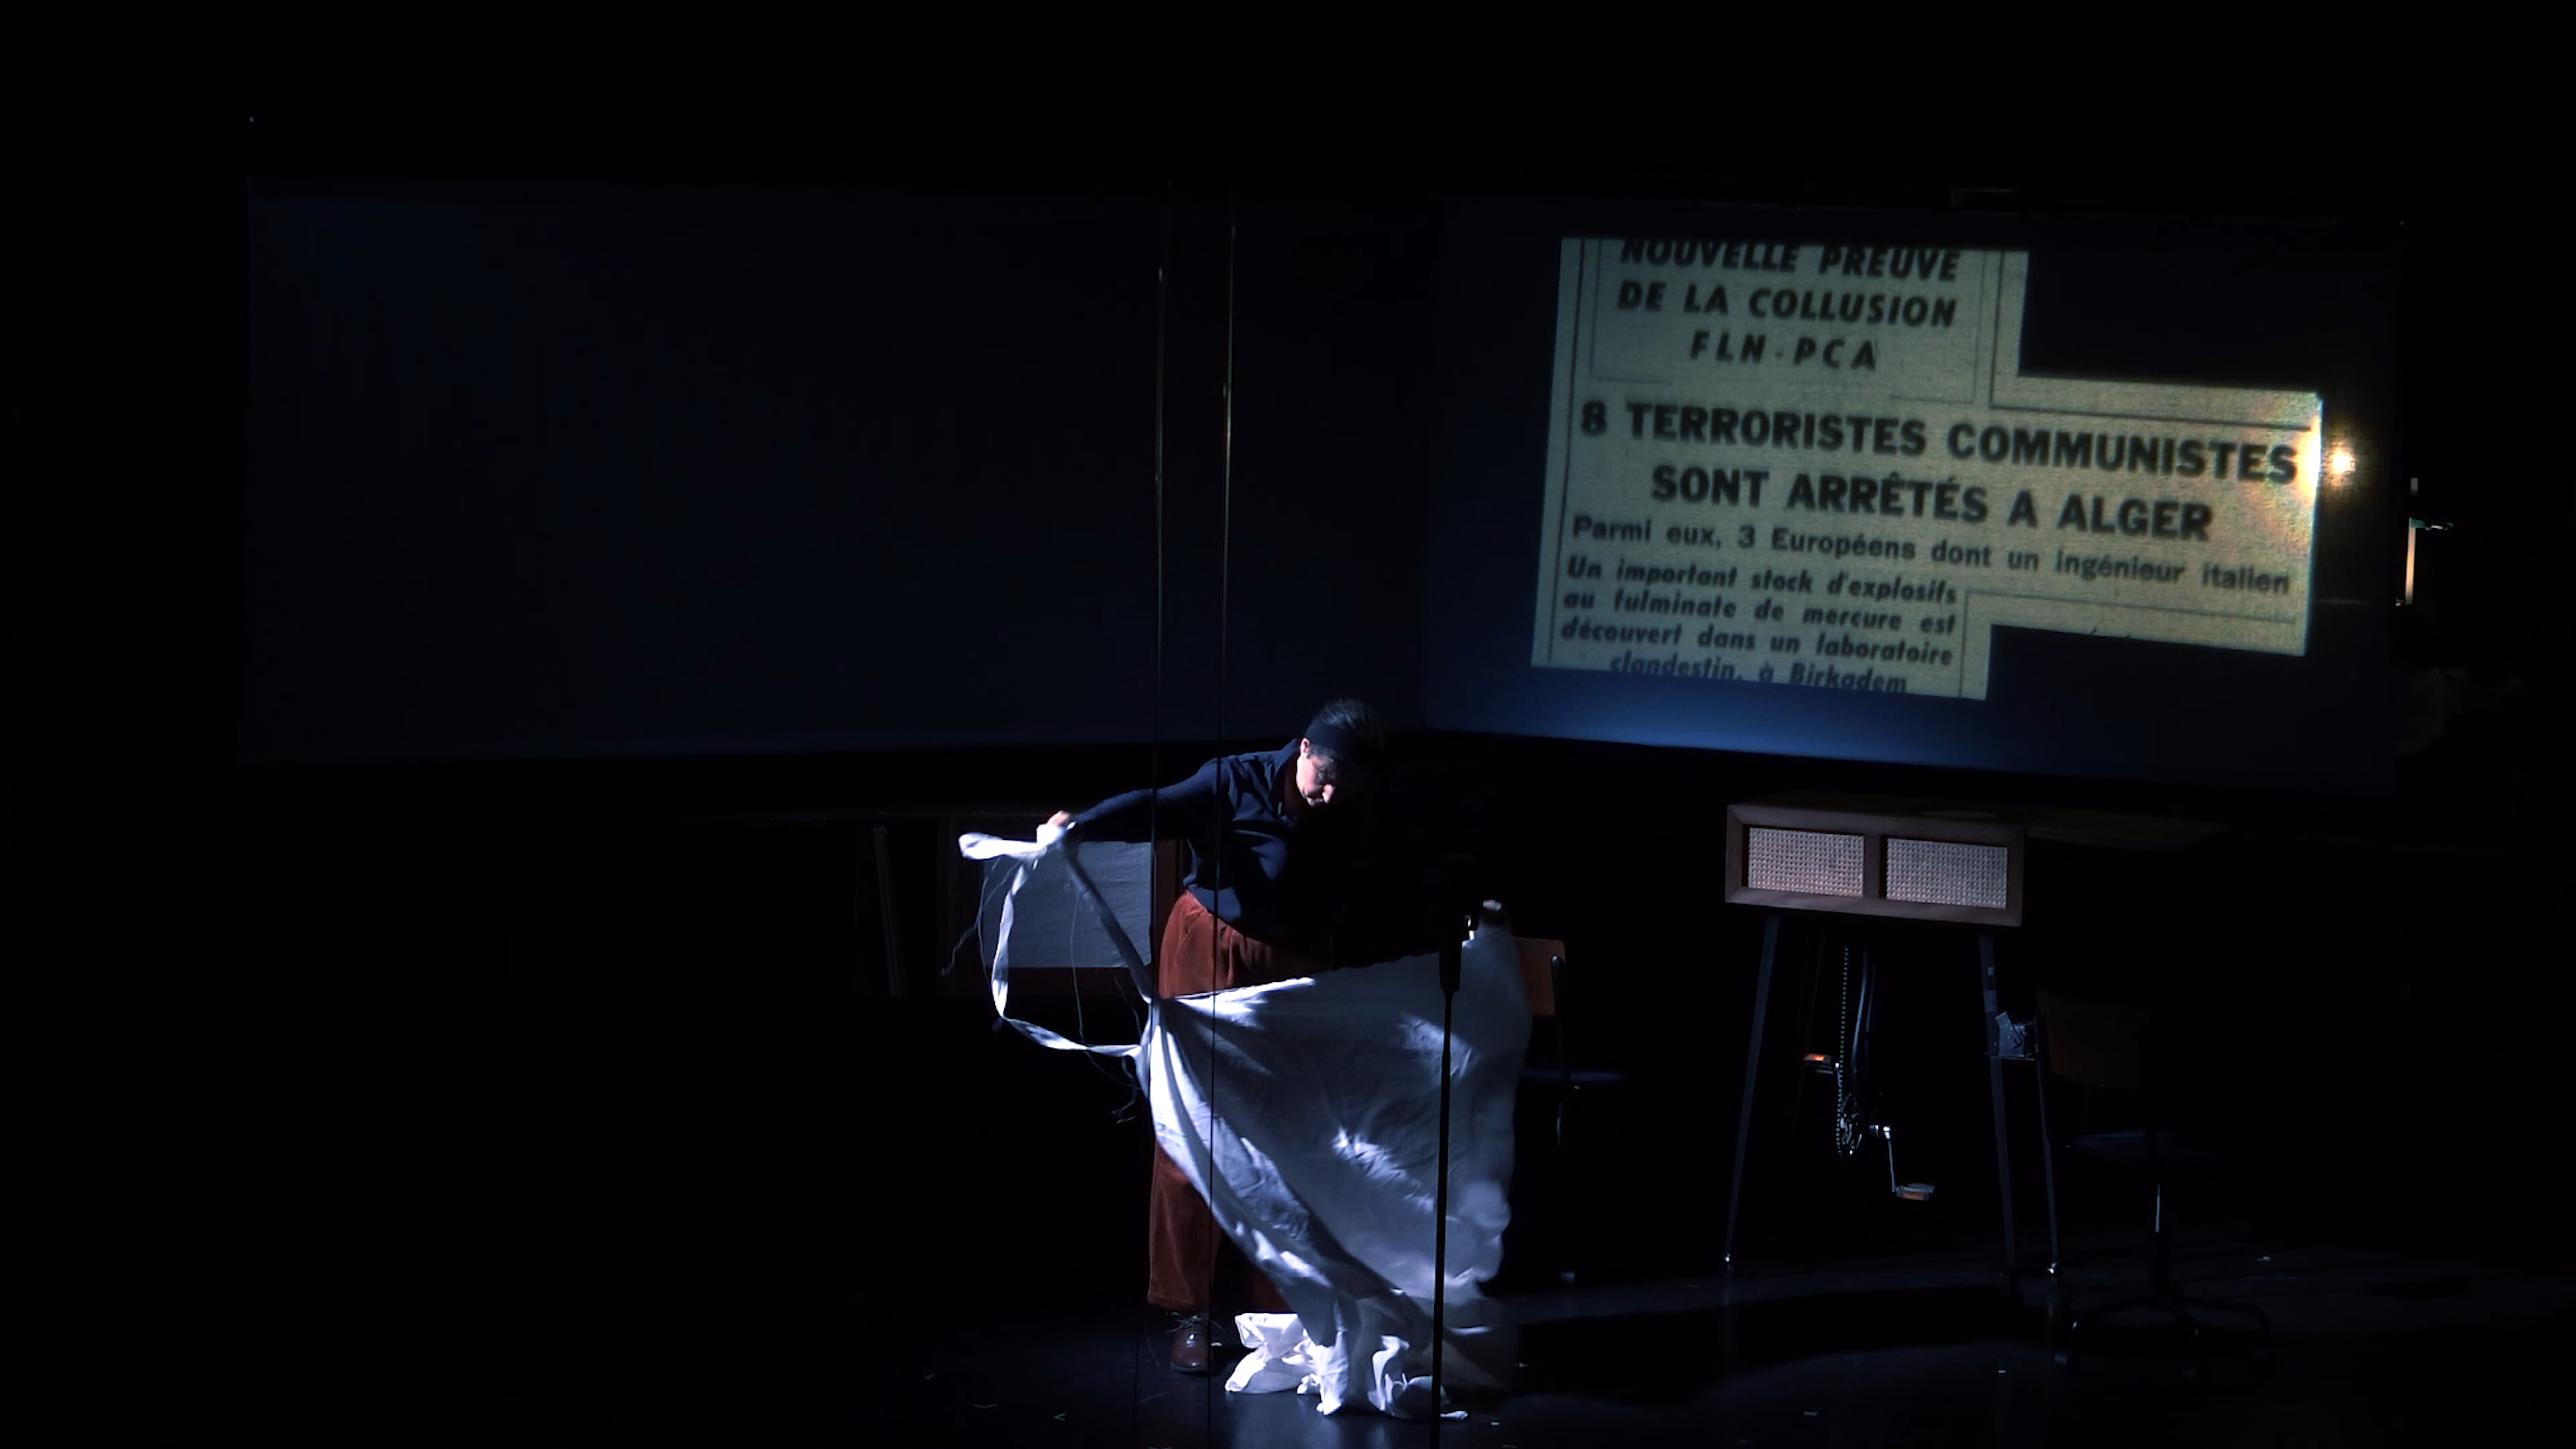 NOUVELLE PREUVE
DE LA COLLUSION
FLN-PCA
8 TERRORISTES COMMUNISTES
SONT ARRÊTÉS A ALGER
Parmi eux, 3 Européens dont un ingénieur italien
Un important stock d'explosifs
au fulminate de mercure est
découvert dans un laboratoire
clandestin, à Birkadem